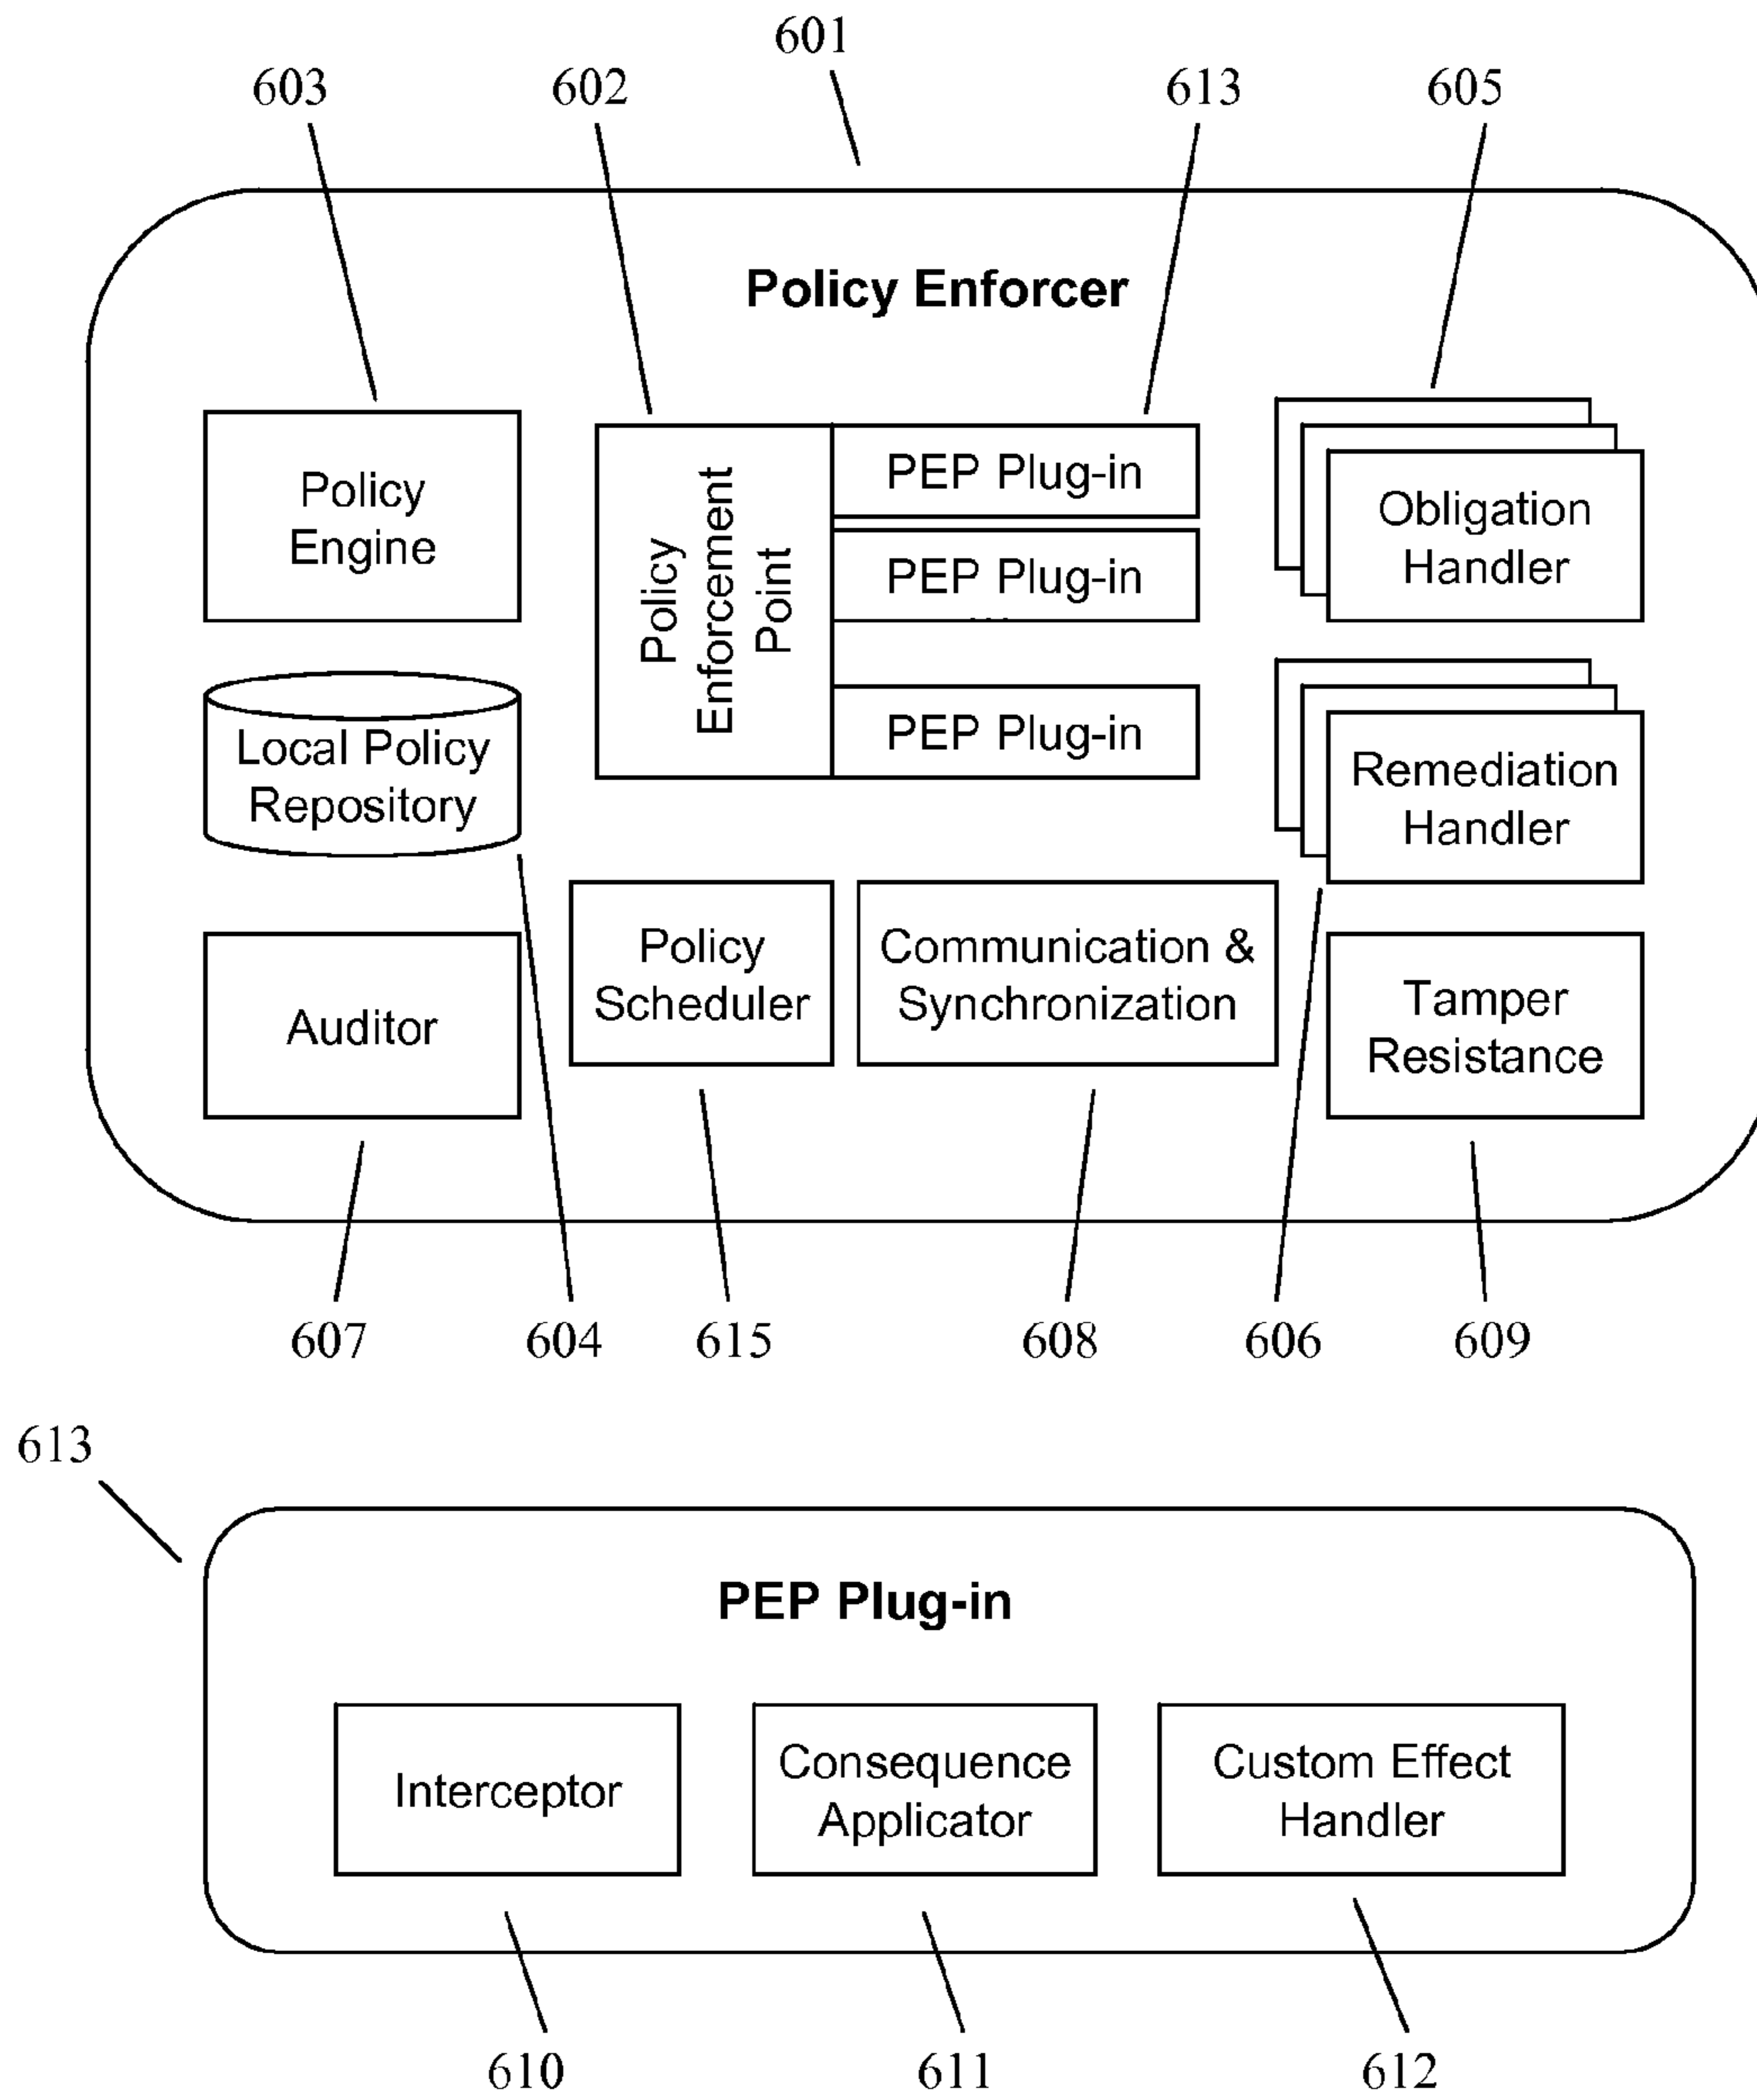 601
603
602
613
605
Policy Enforcer
Policy
Engine
Policy
Enforcement
Point
PEP Plug-in
PEP Plug-in
...
PEP Plug-in
Obligation
Handler
Local Policy
Repository
Remediation
Handler
Auditor
Policy
Scheduler
Communication &
Synchronization
Tamper
Resistance
607
604
615
608
606
609
613
PEP Plug-in
Interceptor
Consequence
Applicator
Custom Effect
Handler
610
611
612